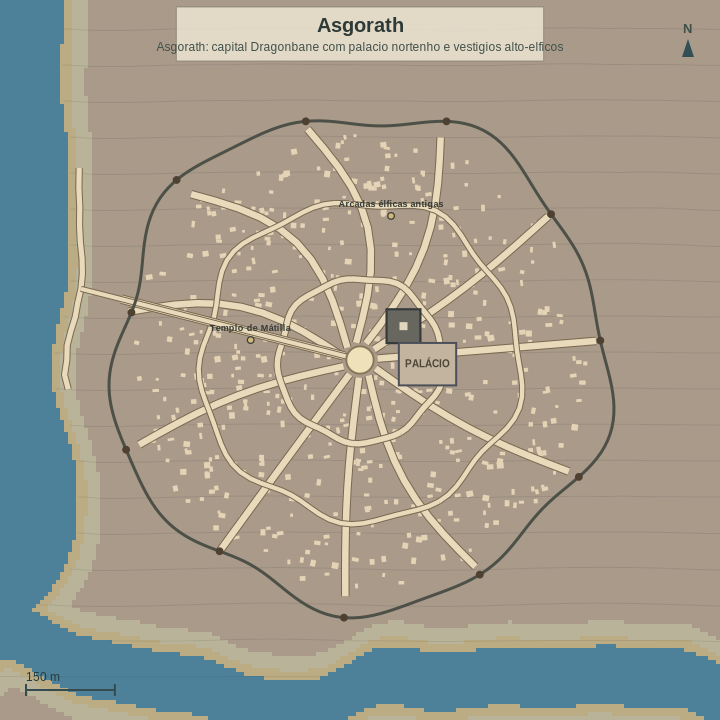 Asgorath
Asgorath: capital Dragonbane com palacio nortenho e vestigios alto-elficos
N
Arcadas élficas antigas
Templo de Mátilla
PALÁCIO
150 m